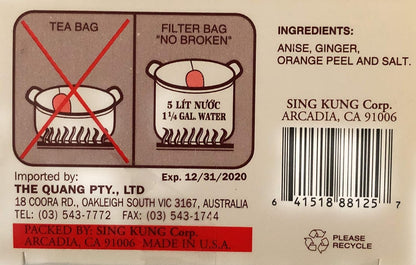 TEA BAG
FILTER BAG
"NO BROKEN"
5 LÍT NƯỚC
1 1/4 GAL. WATER
INGREDIENTS:
ANISE, GINGER,
ORANGE PEEL AND SALT.
SING KUNG Corp.
ARCADIA, CA 91006
Imported by:
Exp. 12/31/2020
THE QUANG PTY., LTD
18 COORA RD., OAKLEIGH SOUTH VIC 3167, AUSTRALIA
TEL: (03) 543-7772 FAX: (03) 543-1744
PACKED BY: SING KUNG Corp.
ARCADIA, CA 91006 MADE IN U.S.A.
6 41518 88125 7
PLEASE
RECYCLE